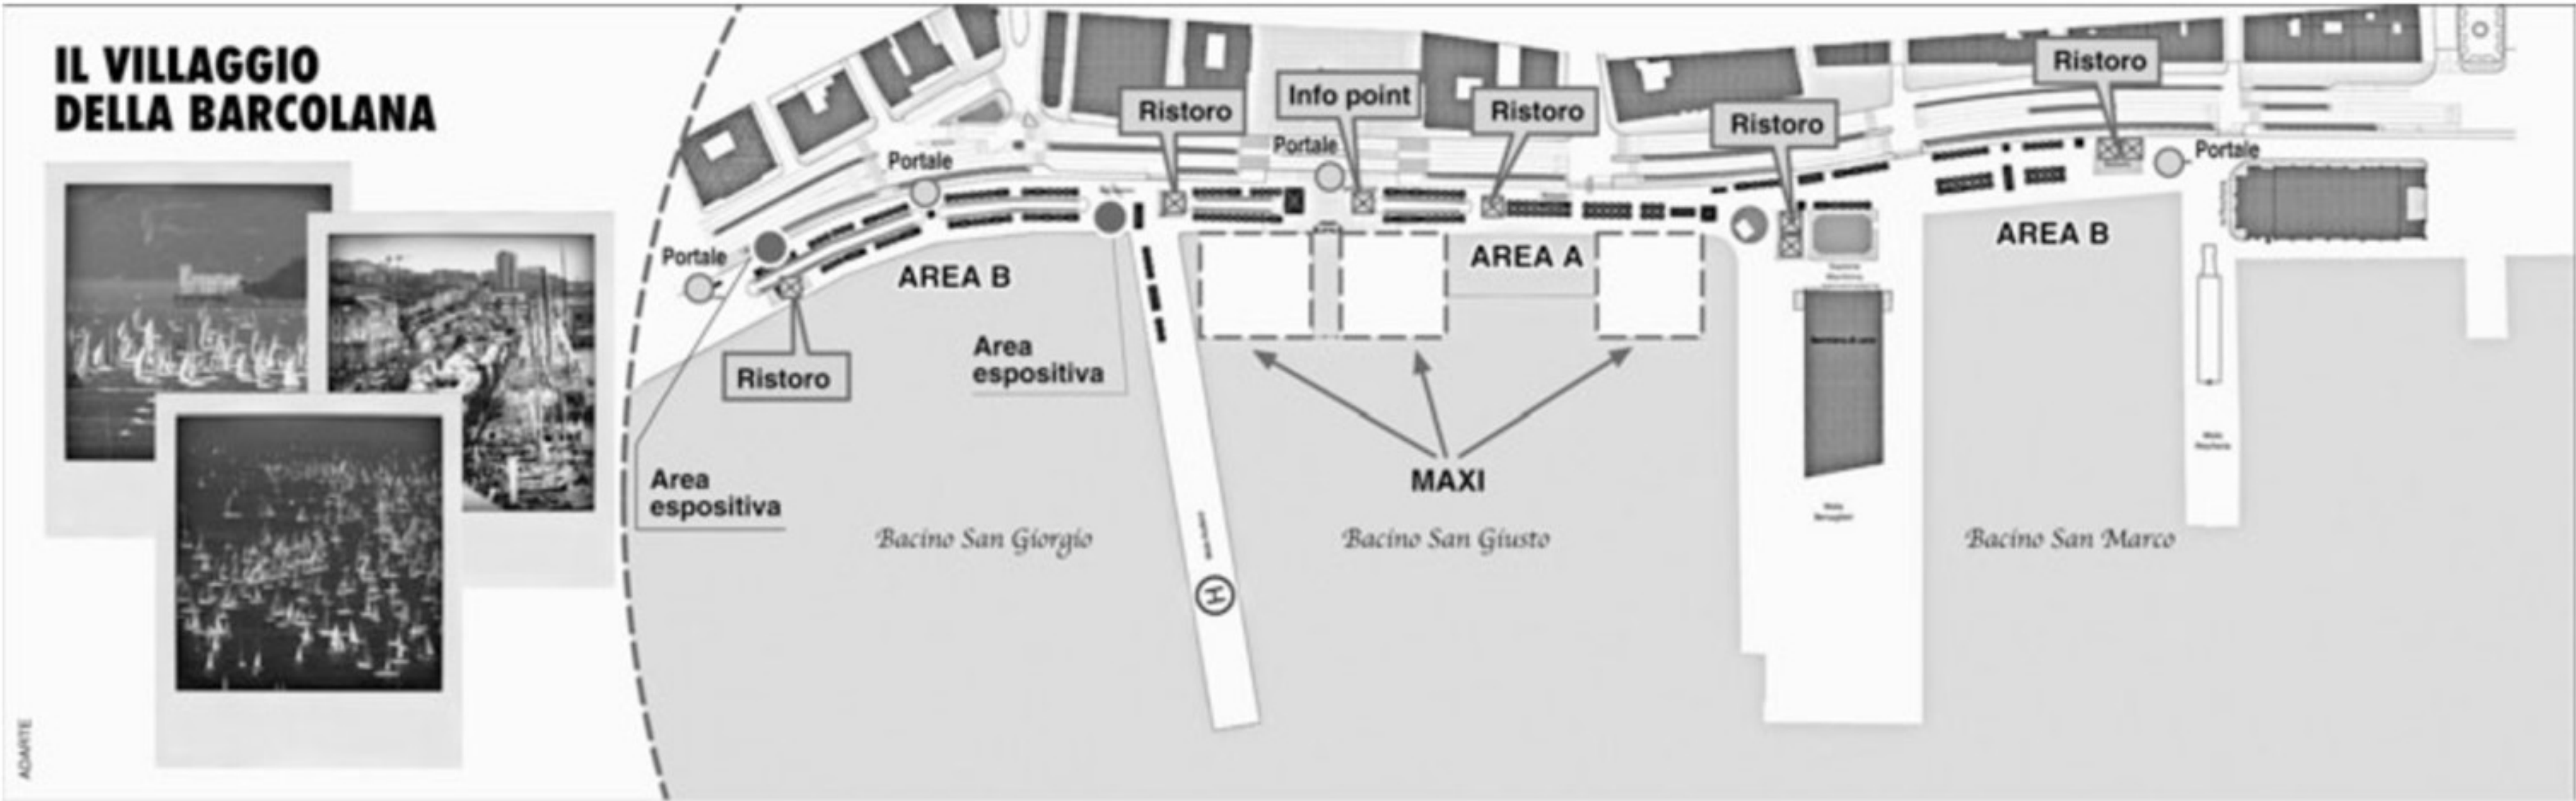 IL VILLAGGIO
DELLA BARCOLANA
Ristoro
Info point
Ristoro
Ristoro
Ristoro
Portale
Portale
Portale
Portale
AREA B
AREA A
AREA B
Ristoro
Area
espositiva
Area
espositiva
MAXI
Bacino San Giorgio
Bacino San Giusto
Bacino San Marco
H
ADARTE